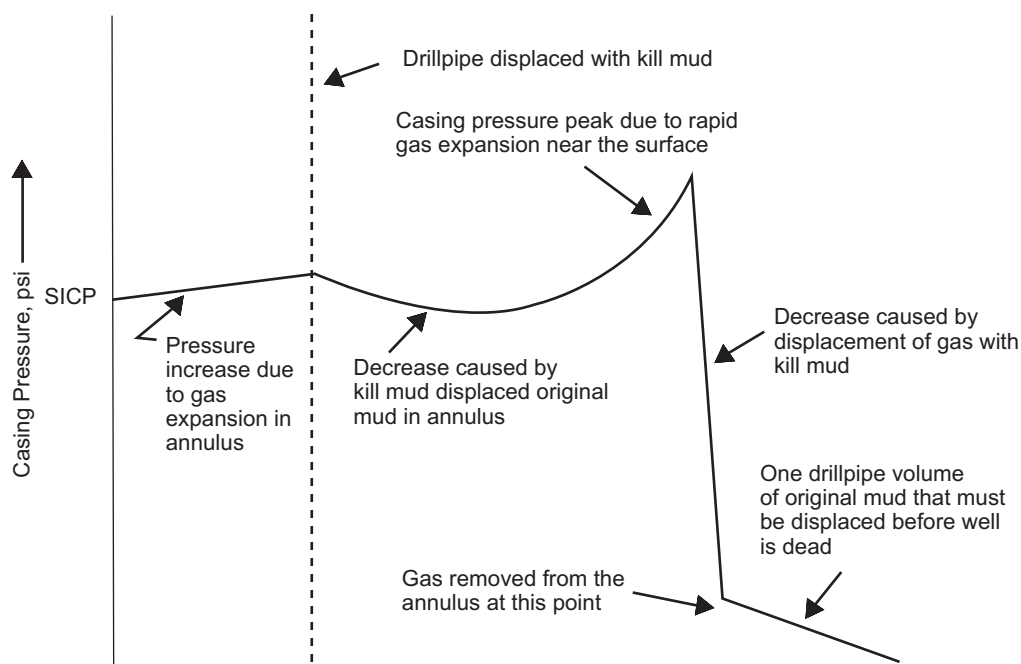 Drillpipe displaced with kill mud
Casing pressure peak due to rapid
gas expansion near the surface
Casing Pressure, psi
SICP
Pressure
increase due
to gas
expansion in
annulus
Decrease caused by
kill mud displaced original
mud in annulus
Decrease caused by
displacement of gas with
kill mud
One drillpipe volume
of original mud that must
be displaced before well
is dead
Gas removed from the
annulus at this point